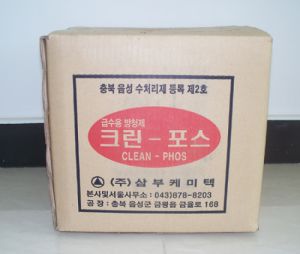 충북 음성 수처리제 등록 제2호
급수용 방청제
크린 - 포스
CLEAN - PHOS
(주) 삼부케미텍
본사및서울사무소 : 043)878-8203
공 장 : 충북 음성군 금왕읍 금율로 168